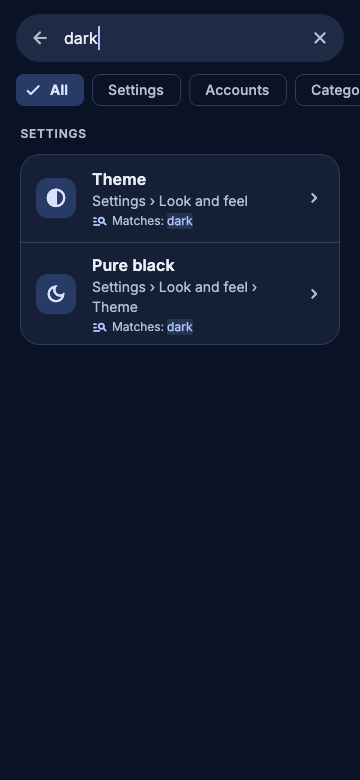 dark
All
Settings
Accounts
Catego
SETTINGS
Theme
Settings › Look and feel
Matches: dark
Pure black
Settings › Look and feel ›
Theme
Matches: dark